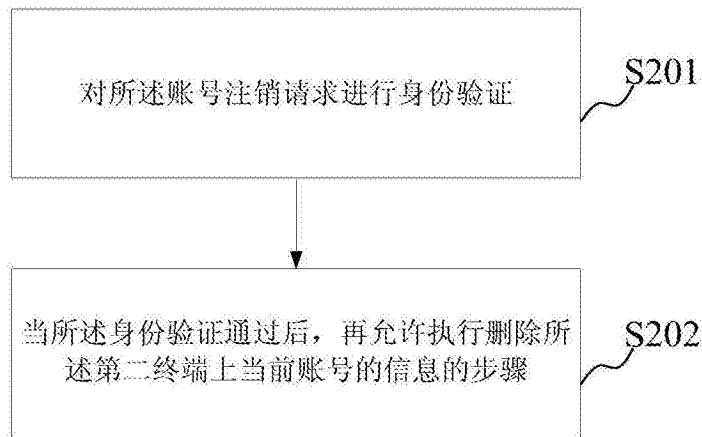 对所述账号注销请求进行身份验证
S201
当所述身份验证通过后，再允许执行删除所
述第二终端上当前账号的信息的步骤
S202